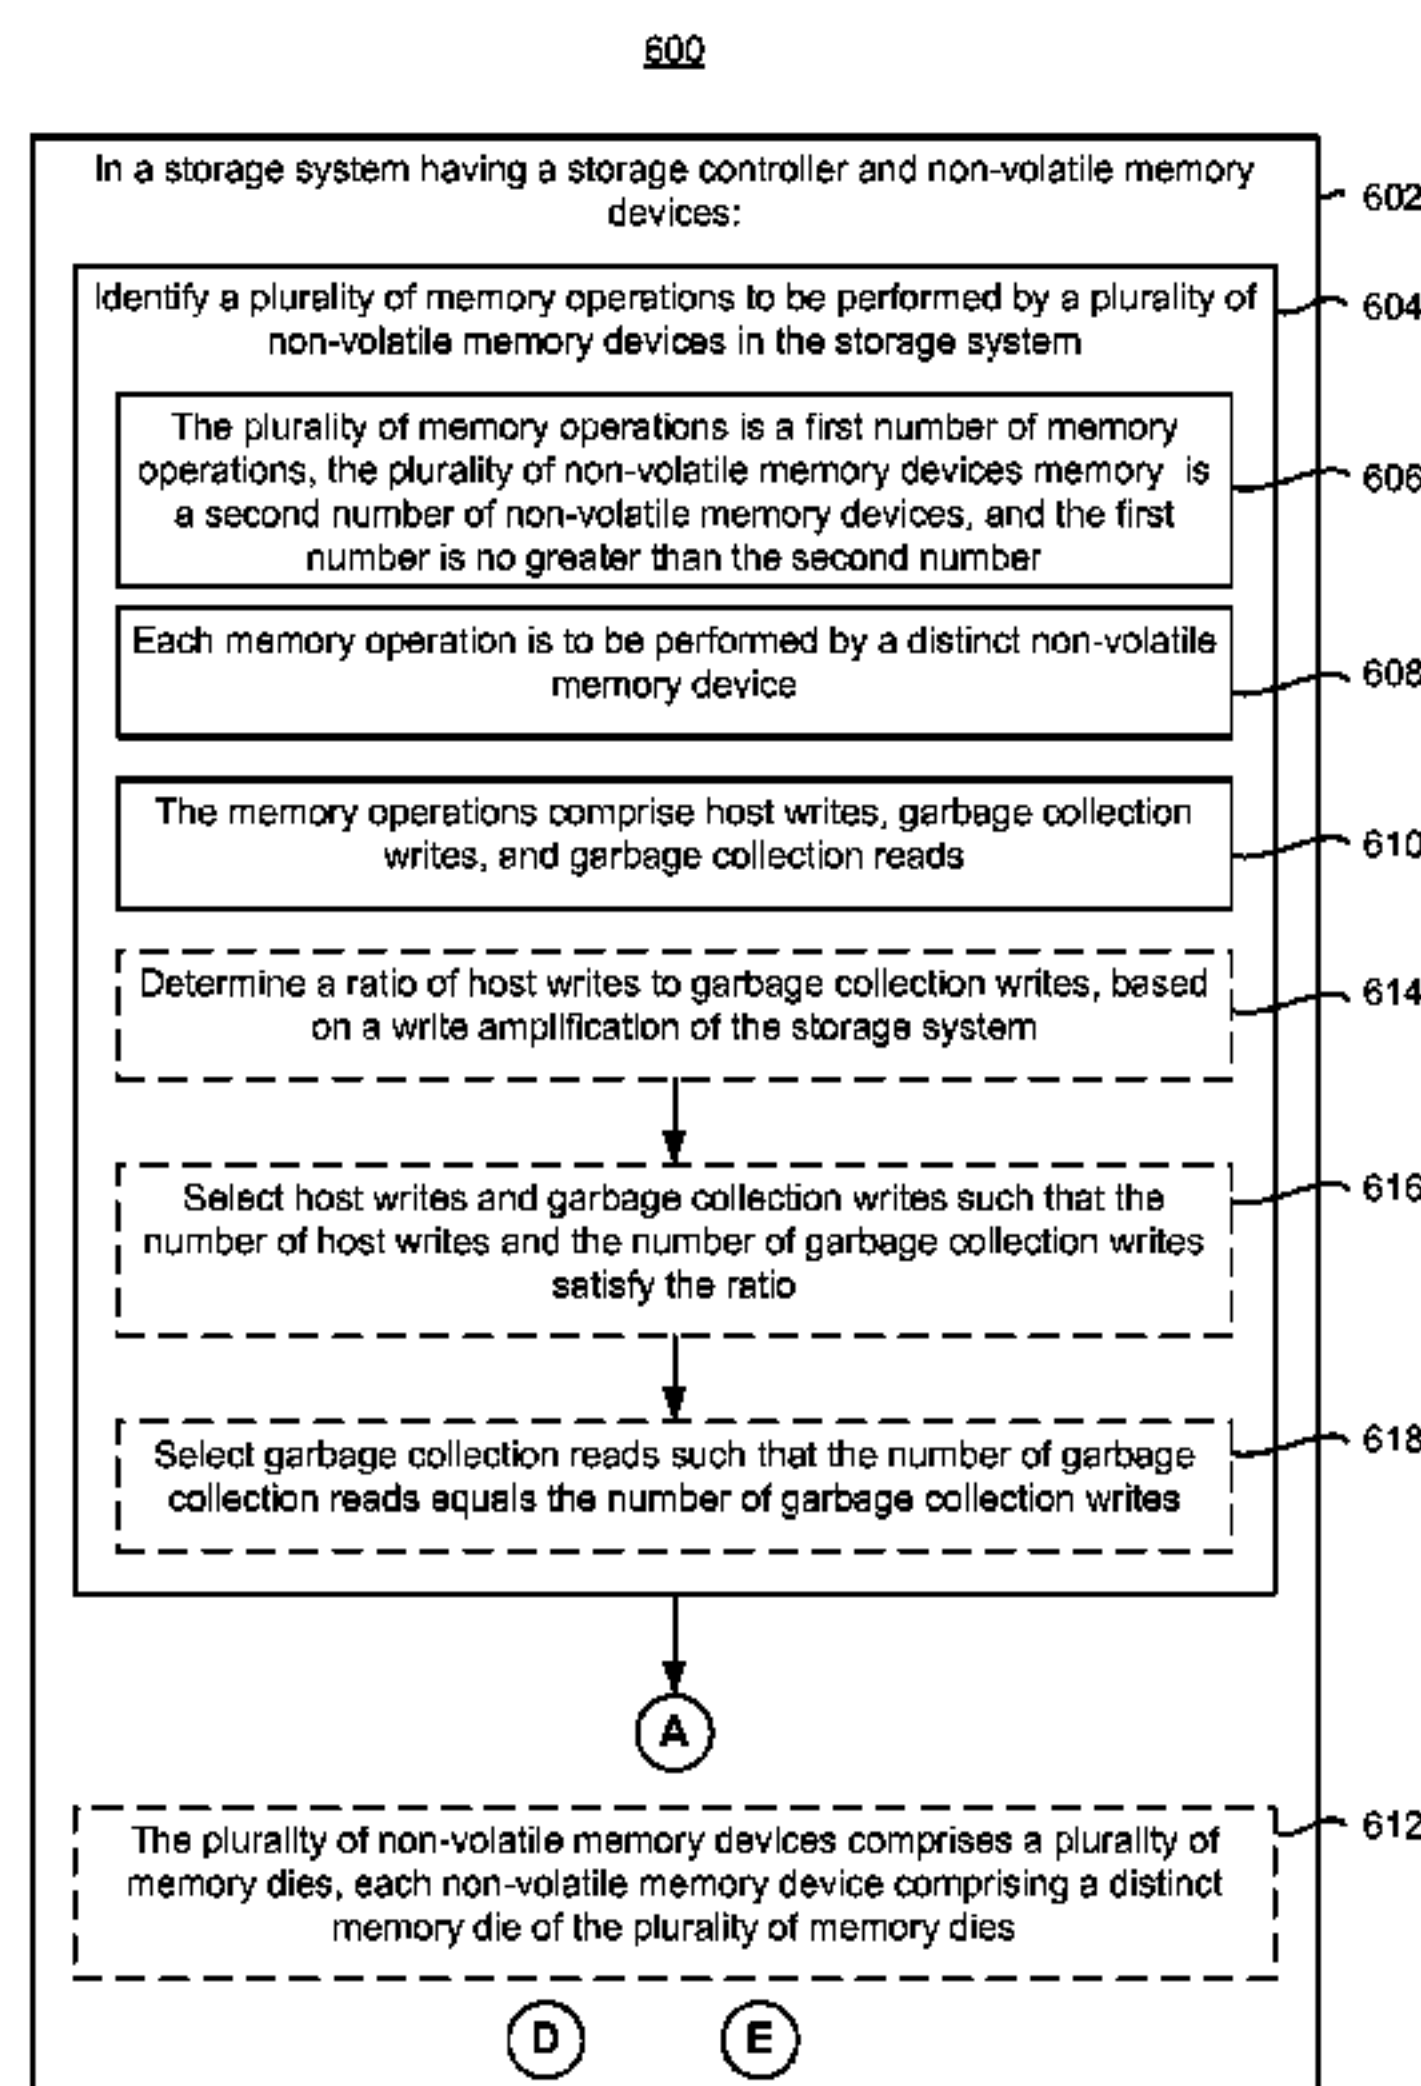 600
In a storage system having a storage controller and non-volatile memory
devices:
602
Identify a plurality of memory operations to be performed by a plurality of
non-volatile memory devices in the storage system
604
The plurality of memory operations is a first number of memory
operations, the plurality of non-volatile memory devices memory is
a second number of non-volatile memory devices, and the first
number is no greater than the second number
606
Each memory operation is to be performed by a distinct non-volatile
memory device
608
The memory operations comprise host writes, garbage collection
writes, and garbage collection reads
610
Determine a ratio of host writes to garbage collection writes, based
on a write amplification of the storage system
614
Select host writes and garbage collection writes such that the
number of host writes and the number of garbage collection writes
satisfy the ratio
616
Select garbage collection reads such that the number of garbage
collection reads equals the number of garbage collection writes
618
A
The plurality of non-volatile memory devices comprises a plurality of
memory dies, each non-volatile memory device comprising a distinct
memory die of the plurality of memory dies
612
D
E